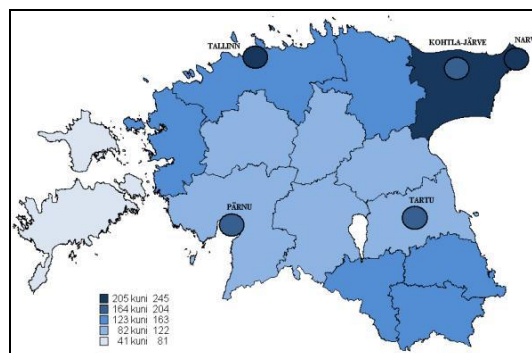 TALLINN
KOHTLA-JÄRVE
NARV
PÄRNU
TARTU
205 kuni 245
164 kuni 204
123 kuni 163
82 kuni 122
41 kuni 81